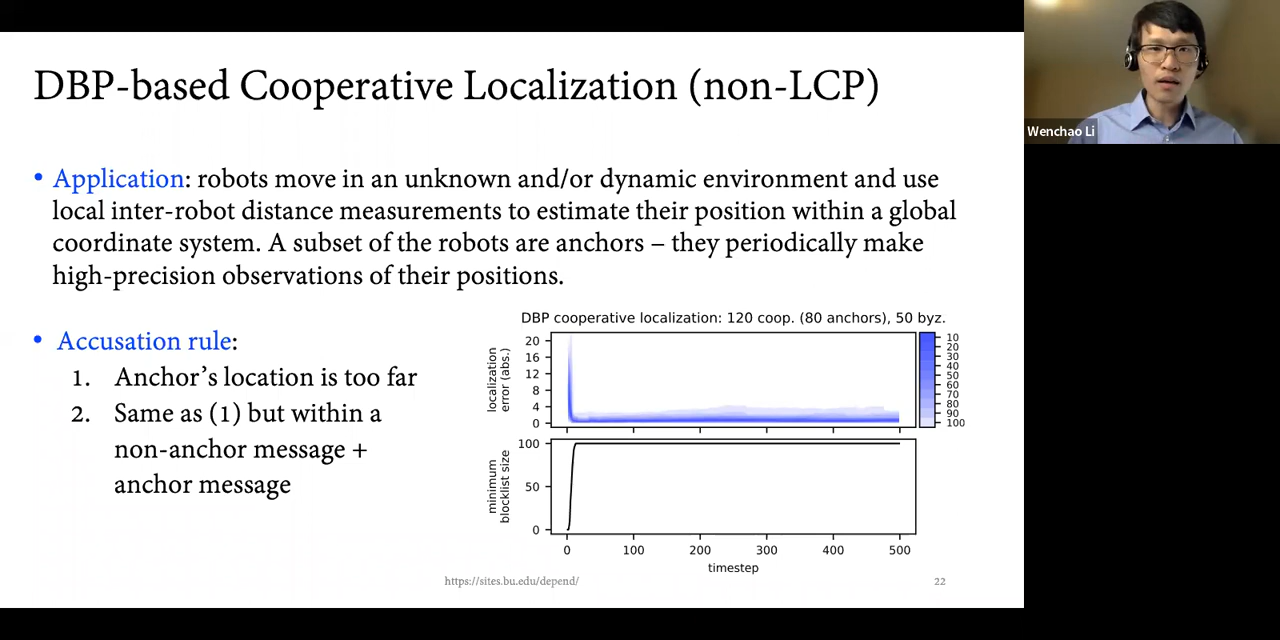 DBP-based Cooperative Localization (non-LCP)
• Application: robots move in an unknown and/or dynamic environment and use
local inter-robot distance measurements to estimate their position within a global
coordinate system. A subset of the robots are anchors – they periodically make
high-precision observations of their positions.
• Accusation rule:
1. Anchor's location is too far
2. Same as (1) but within a
non-anchor message +
anchor message
DBP cooperative localization: 120 coop. (80 anchors), 50 byz.
localization
error (abs.)
20
16
12
8
4
0
10
20
30
40
50
60
70
80
90
100
minimum
blocklist size
100
50
0
0 100 200 300 400 500
timestep
https://sites.bu.edu/depend/
22
Wenchao Li